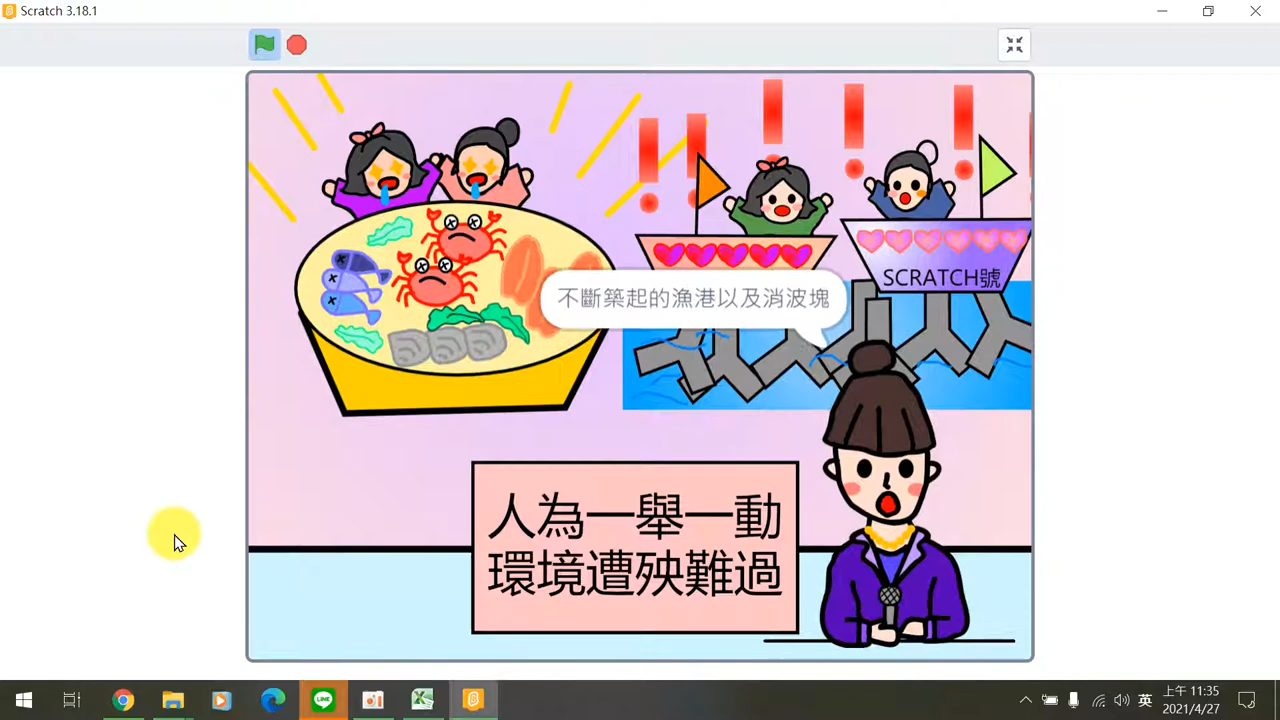 Scratch 3.18.1
SCRATCH號
不斷築起的漁港以及消波塊
人為一舉一動
環境遭殃難過
LINE
英
上午 11:35
2021/4/27